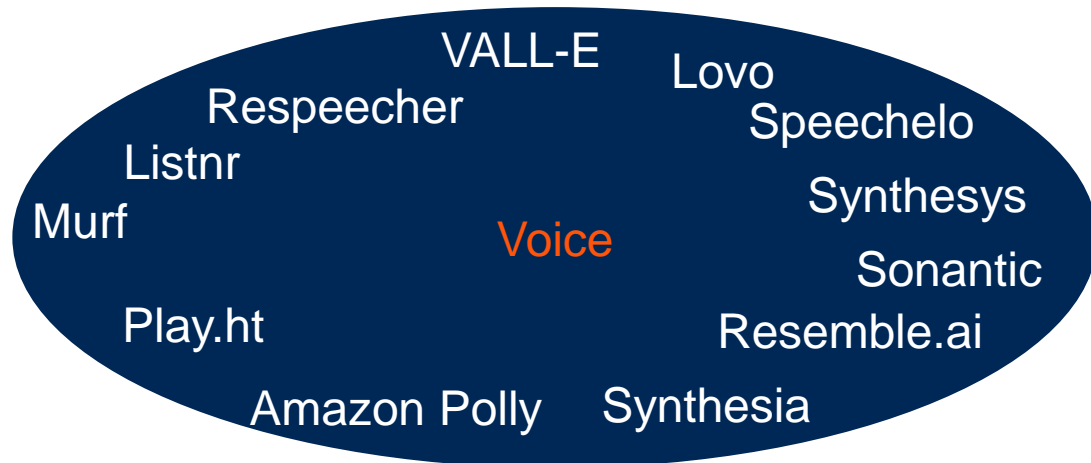 VALL-E
Lovo
Respeecher
Speechelo
Listnr
Synthesys
Murf
Voice
Sonantic
Play.ht
Resemble.ai
Amazon Polly
Synthesia